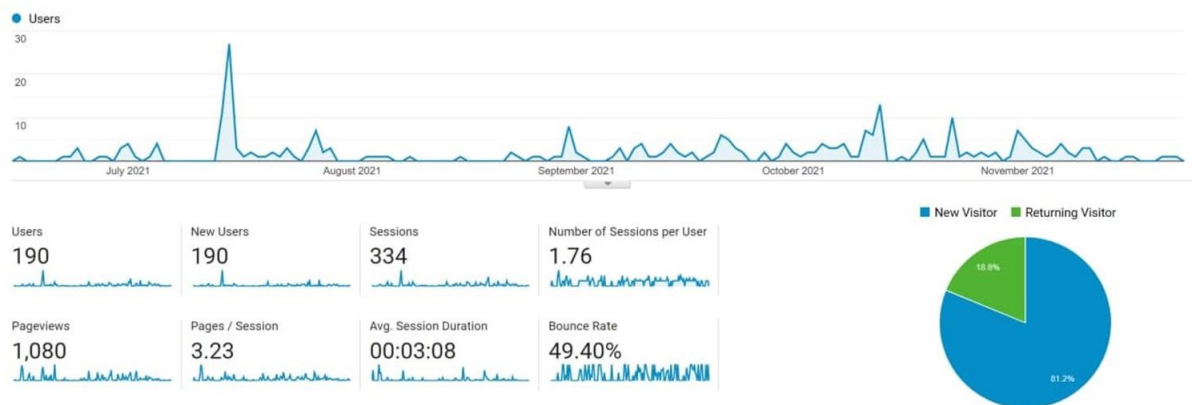 Users
30
20
10
July 2021 August 2021 September 2021 October 2021 November 2021
New Visitor Returning Visitor
Users New Users Sessions Number of Sessions per User
190 190 334 1.76
Pageviews Pages / Session Avg. Session Duration Bounce Rate
1,080 3.23 00:03:08 49.40%
18.8%
81.2%